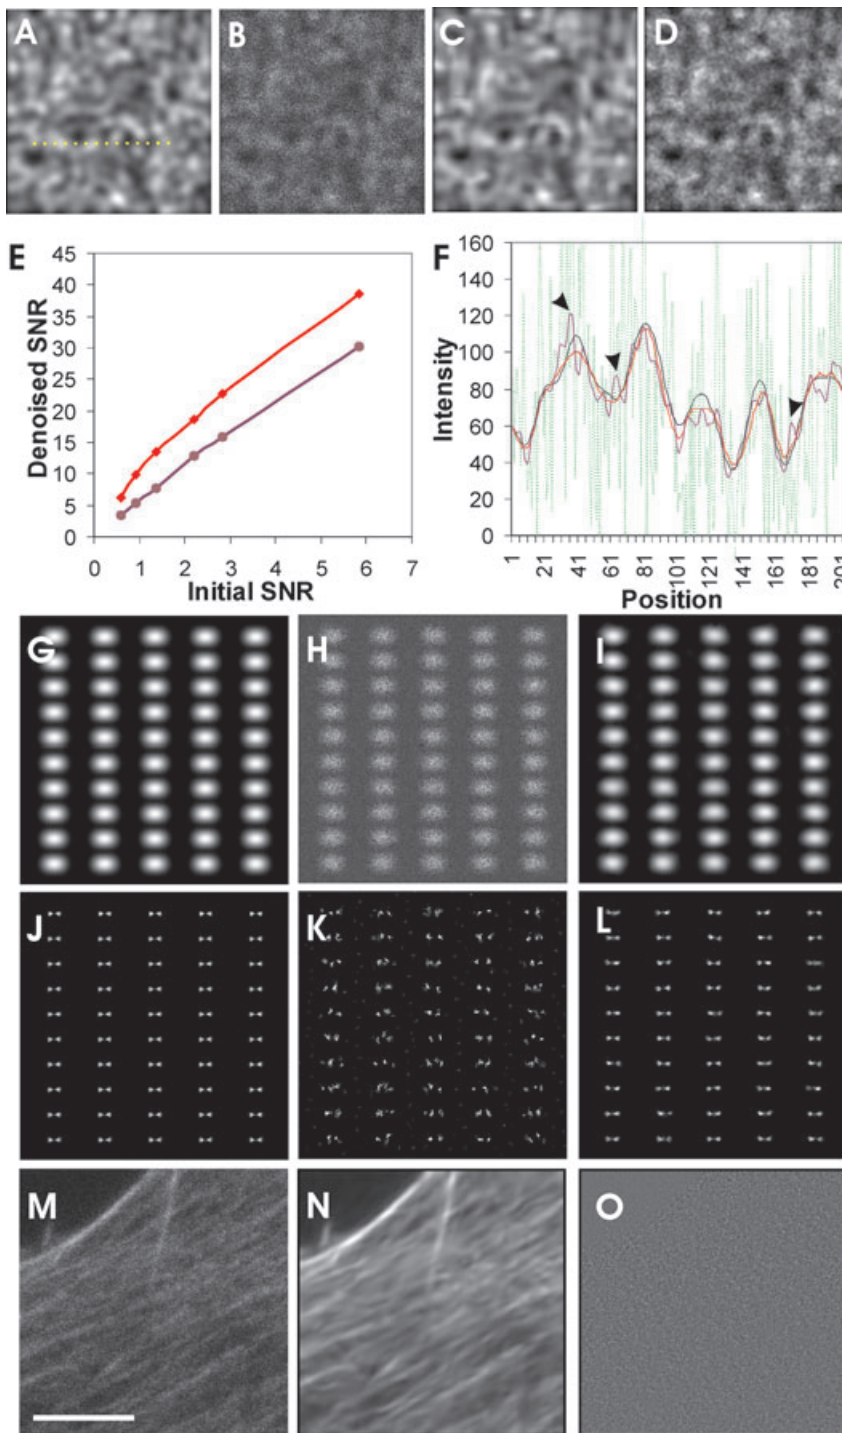 A
B
C
D
E
Denoised SNR
45
40
35
30
25
20
15
10
5
0
0 1 2 3 4 5 6 7
Initial SNR
F
Intensity
160
140
120
100
80
60
40
20
0
1 21 41 61 81 101 121 141 161 181 201
Position
G
H
I
J
K
L
M
N
O